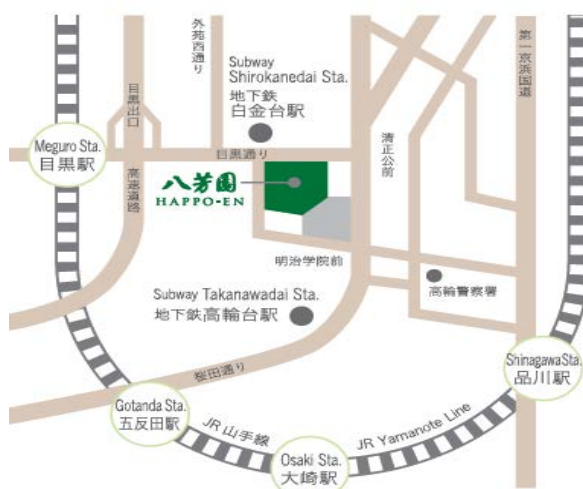 外苑西通り
第一京浜国道
Subway
Shirokanedai Sta.
地下鉄
白金台駅
目黒出口
Meguro Sta.
目黒駅
目黒通り
清正公前
高速道路
八芳園
HAPPO-EN
明治学院前
高輪警察署
Subway Takanawadai Sta.
地下鉄高輪台駅
桜田通り
Shinagawa Sta.
品川駅
Gotanda Sta.
五反田駅
JR 山手線
JR Yamanote Line
Osaki Sta.
大崎駅